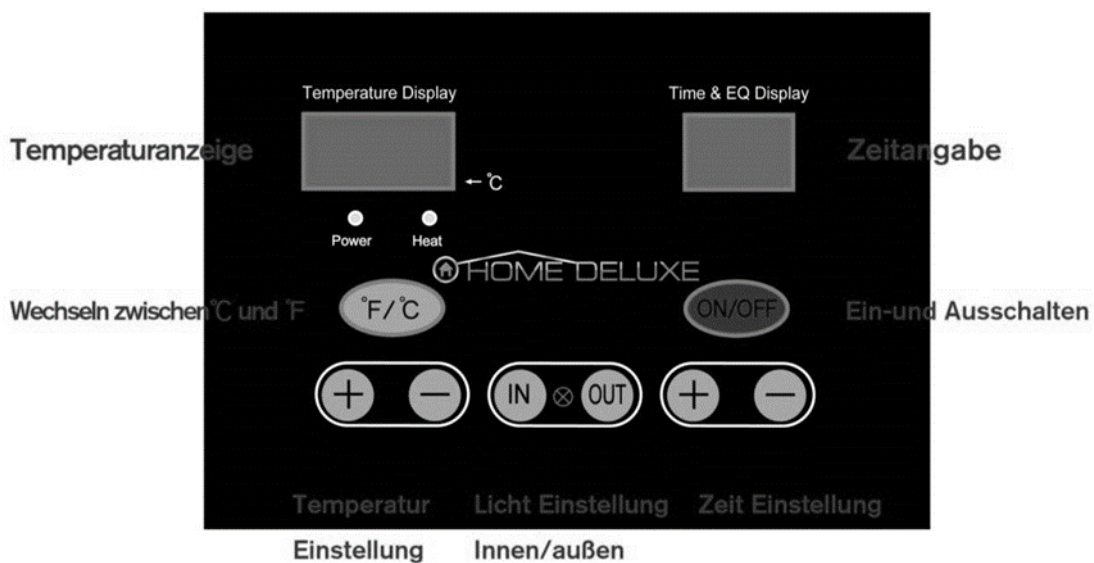 Temperature Display
Time & EQ Display
Temperaturanzeige
Zeitangabe
←°C
Power
Heat
HOME DELUXE
Wechseln zwischen°C und °F
°F/°C
ON/OFF
Ein-und Ausschalten
+
−
IN
OUT
+
−
Temperatur
Licht Einstellung
Zeit Einstellung
Einstellung
Innen/außen